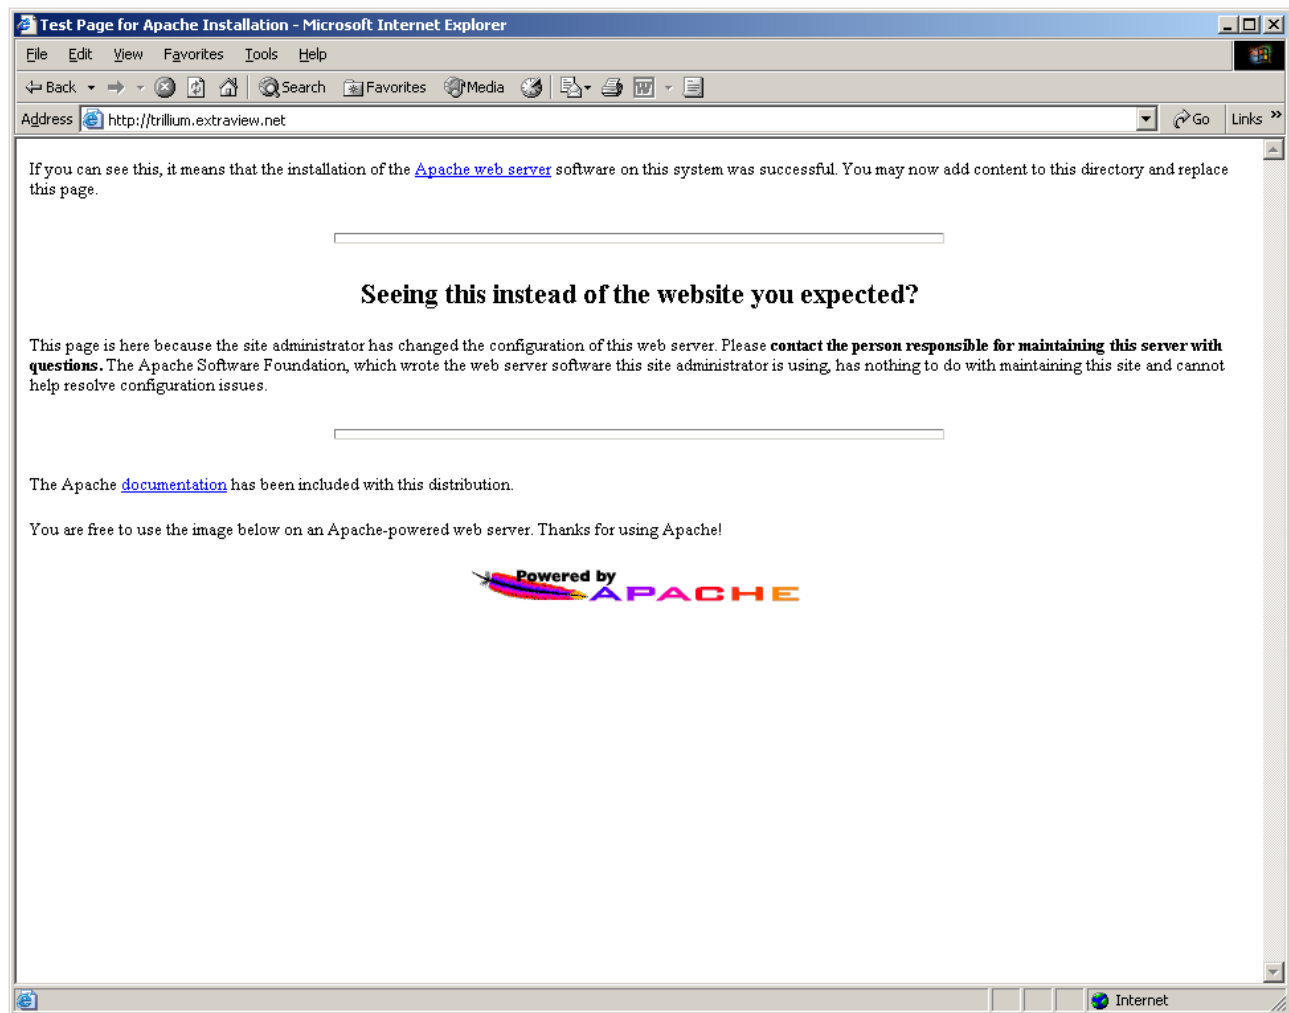 Test Page for Apache Installation - Microsoft Internet Explorer
File Edit View Favorites Tools Help
Back Search Favorites Media
Address http://trillium.extraview.net Go Links »
If you can see this, it means that the installation of the Apache web server software on this system was successful. You may now add content to this directory and replace
this page.
Seeing this instead of the website you expected?
This page is here because the site administrator has changed the configuration of this web server. Please contact the person responsible for maintaining this server with
questions. The Apache Software Foundation, which wrote the web server software this site administrator is using, has nothing to do with maintaining this site and cannot
help resolve configuration issues.
The Apache documentation has been included with this distribution.
You are free to use the image below on an Apache-powered web server. Thanks for using Apache!
Powered by
APACHE
Internet